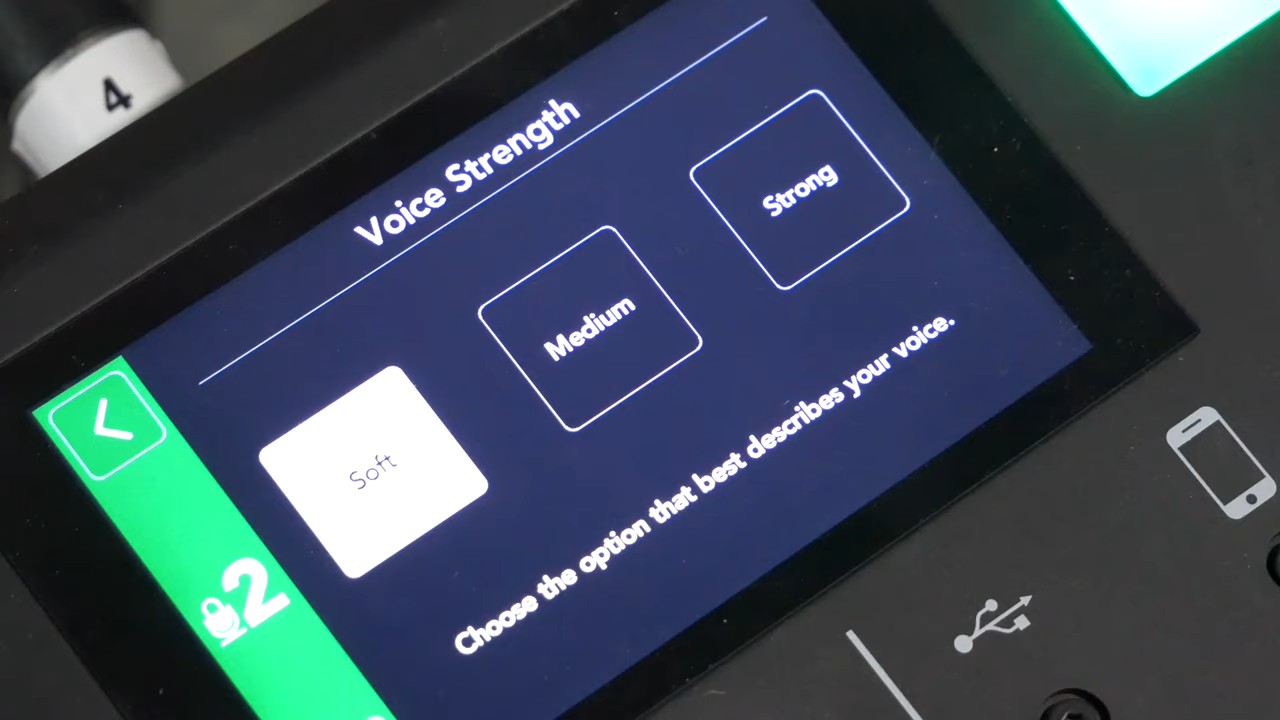 4
Voice Strength
Soft
Medium
Strong
Choose the option that best describes your voice.
2